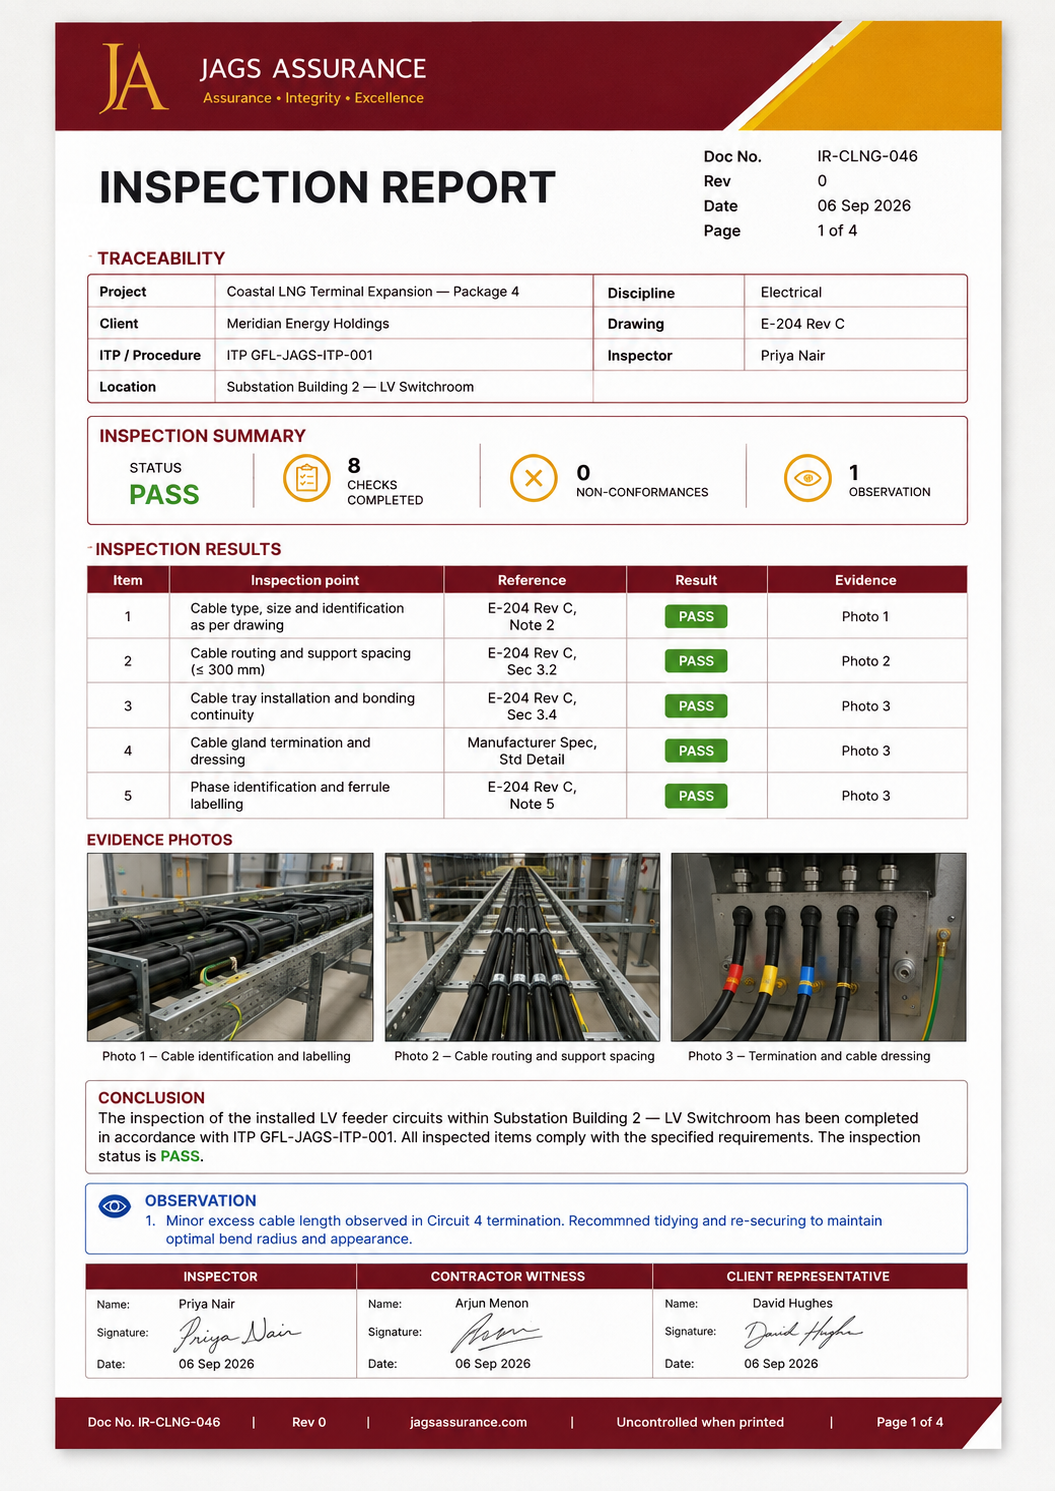 JA
JAGS ASSURANCE
Assurance • Integrity • Excellence
INSPECTION REPORT
Doc No. IR-CLNG-046
Rev 0
Date 06 Sep 2026
Page 1 of 4
TRACEABILITY
Project Coastal LNG Terminal Expansion — Package 4 Discipline Electrical
Client Meridian Energy Holdings Drawing E-204 Rev C
ITP / Procedure ITP GFL-JAGS-ITP-001 Inspector Priya Nair
Location Substation Building 2 — LV Switchroom
INSPECTION SUMMARY
STATUS
PASS
8
CHECKS
COMPLETED
0
NON-CONFORMANCES
1
OBSERVATION
INSPECTION RESULTS
Item Inspection point Reference Result Evidence
1 Cable type, size and identification E-204 Rev C, PASS Photo 1
as per drawing Note 2
2 Cable routing and support spacing E-204 Rev C, PASS Photo 2
(≤ 300 mm) Sec 3.2
3 Cable tray installation and bonding E-204 Rev C, PASS Photo 3
continuity Sec 3.4
4 Cable gland termination and Manufacturer Spec, PASS Photo 3
dressing Std Detail
5 Phase identification and ferrule E-204 Rev C, PASS Photo 3
labelling Note 5
EVIDENCE PHOTOS
Photo 1 – Cable identification and labelling
Photo 2 – Cable routing and support spacing
Photo 3 – Termination and cable dressing
CONCLUSION
The inspection of the installed LV feeder circuits within Substation Building 2 — LV Switchroom has been completed
in accordance with ITP GFL-JAGS-ITP-001. All inspected items comply with the specified requirements. The inspection
status is PASS.
OBSERVATION
1. Minor excess cable length observed in Circuit 4 termination. Recommned tidying and re-securing to maintain
optimal bend radius and appearance.
INSPECTOR CONTRACTOR WITNESS CLIENT REPRESENTATIVE
Name: Priya Nair Name: Arjun Menon Name: David Hughes
Signature: Priya Nair Signature: Signature: David Hughes
Date: 06 Sep 2026 Date: 06 Sep 2026 Date: 06 Sep 2026
Doc No. IR-CLNG-046 | Rev 0 | jagsassurance.com | Uncontrolled when printed | Page 1 of 4